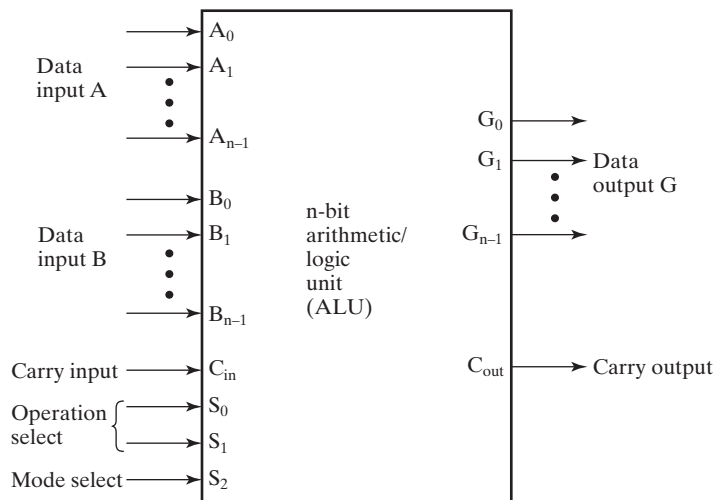 Data
input A
A₀
A₁
Aₙ₋₁
Data
input B
B₀
B₁
Bₙ₋₁
Carry input
Cᵢₙ
Operation
select
S₀
S₁
Mode select
S₂
n-bit
arithmetic/
logic
unit
(ALU)
G₀
G₁
Gₙ₋₁
Data
output G
C_out
Carry output